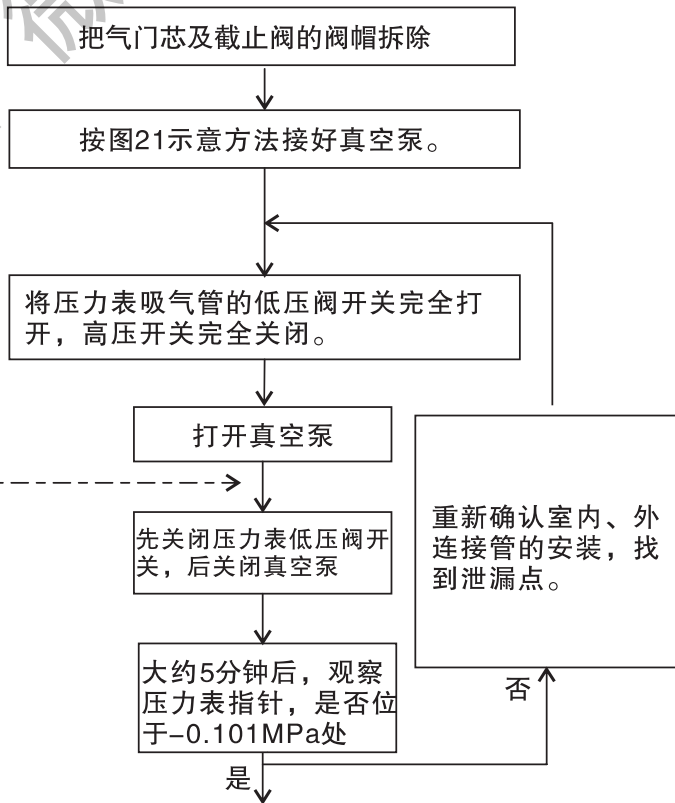 把气门芯及截止阀的阀帽拆除
按图21示意方法接好真空泵。
将压力表吸气管的低压阀开关完全打
开，高压开关完全关闭。
打开真空泵
先关闭压力表低压阀开
关，后关闭真空泵
大约5分钟后，观察
压力表指针，是否位
于-0.101MPa处
重新确认室内、外
连接管的安装，找
到泄漏点。
否
是